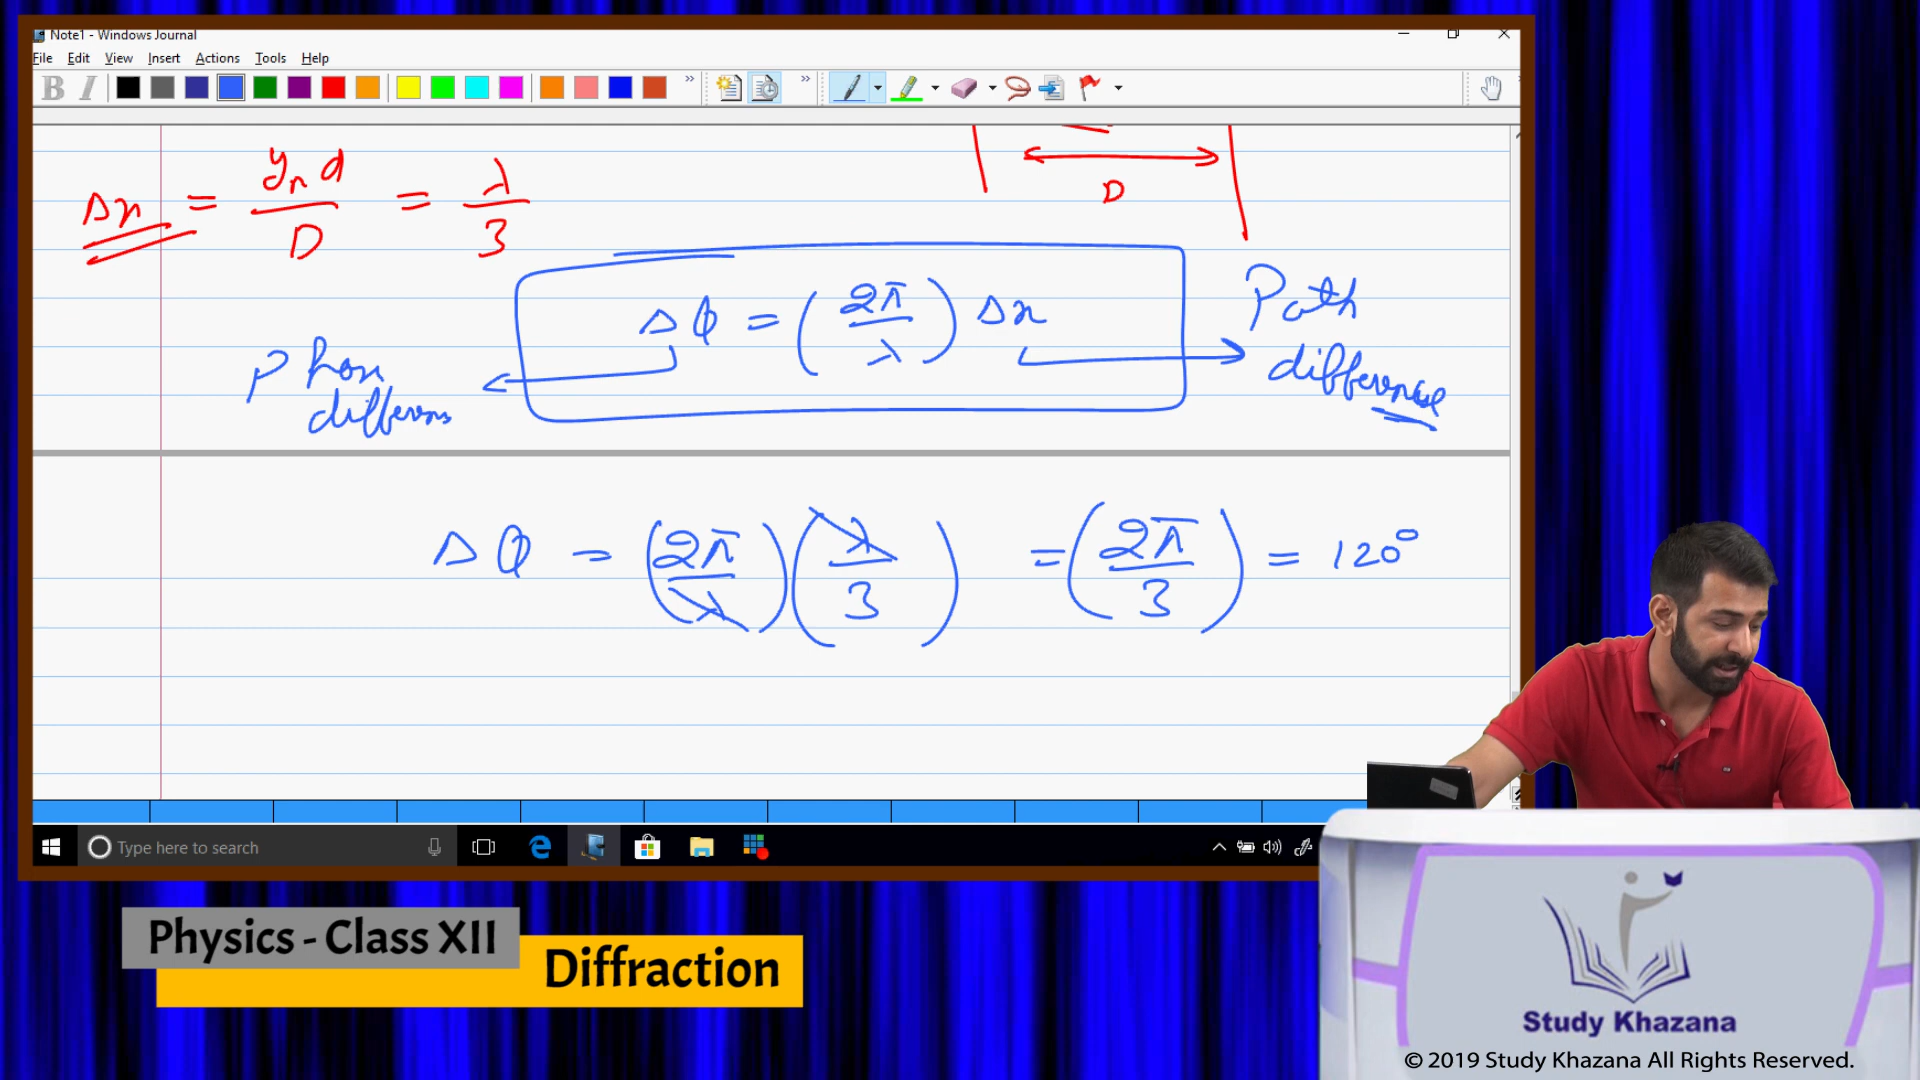 Note1 - Windows Journal
File Edit View Insert Actions Tools Help
B I
Δx = yn d / D = λ / 3
D
Δφ = (2π / λ) Δx
Path
difference
Phase
Δφ = (2π / λ) (λ / 3) = (2π / 3) = 120°
Type here to search
Physics - Class XII
Diffraction
Study Khazana
© 2019 Study Khazana All Rights Reserved.